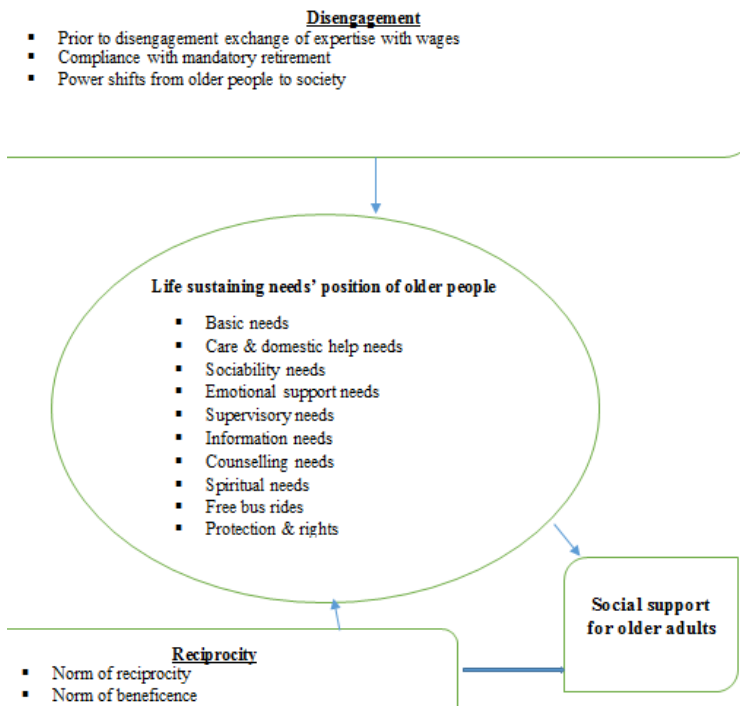 Disengagement
▪ Prior to disengagement exchange of expertise with wages
▪ Compliance with mandatory retirement
▪ Power shifts from older people to society
Life sustaining needs’ position of older people
▪ Basic needs
▪ Care & domestic help needs
▪ Sociability needs
▪ Emotional support needs
▪ Supervisory needs
▪ Information needs
▪ Counselling needs
▪ Spiritual needs
▪ Free bus rides
▪ Protection & rights
Social support
for older adults
Reciprocity
▪ Norm of reciprocity
▪ Norm of beneficence